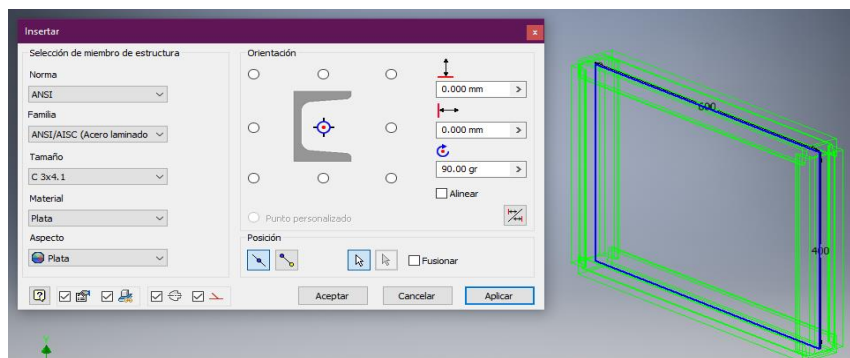 Insertar
Selección de miembro de estructura
Norma
ANSI
Familia
ANSI/AISC (Acero laminado
Tamaño
C 3x4.1
Material
Plata
Aspecto
Plata
Orientación
0.000 mm
0.000 mm
90.00 gr
Alinear
Punto personalizado
Posición
Fusionar
Aceptar
Cancelar
Aplicar
600
400
Y